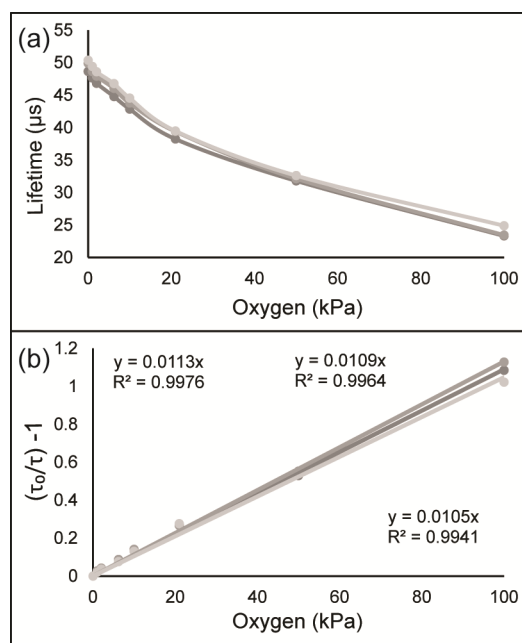 (a)
55
50
45
40
35
30
25
20
Lifetime (µs)
0 20 40 60 80 100
Oxygen (kPa)
(b)
1.2
1
0.8
0.6
0.4
0.2
0
(τ₀/τ) -1
y = 0.0113x
R² = 0.9976
y = 0.0109x
R² = 0.9964
y = 0.0105x
R² = 0.9941
0 20 40 60 80 100
Oxygen (kPa)